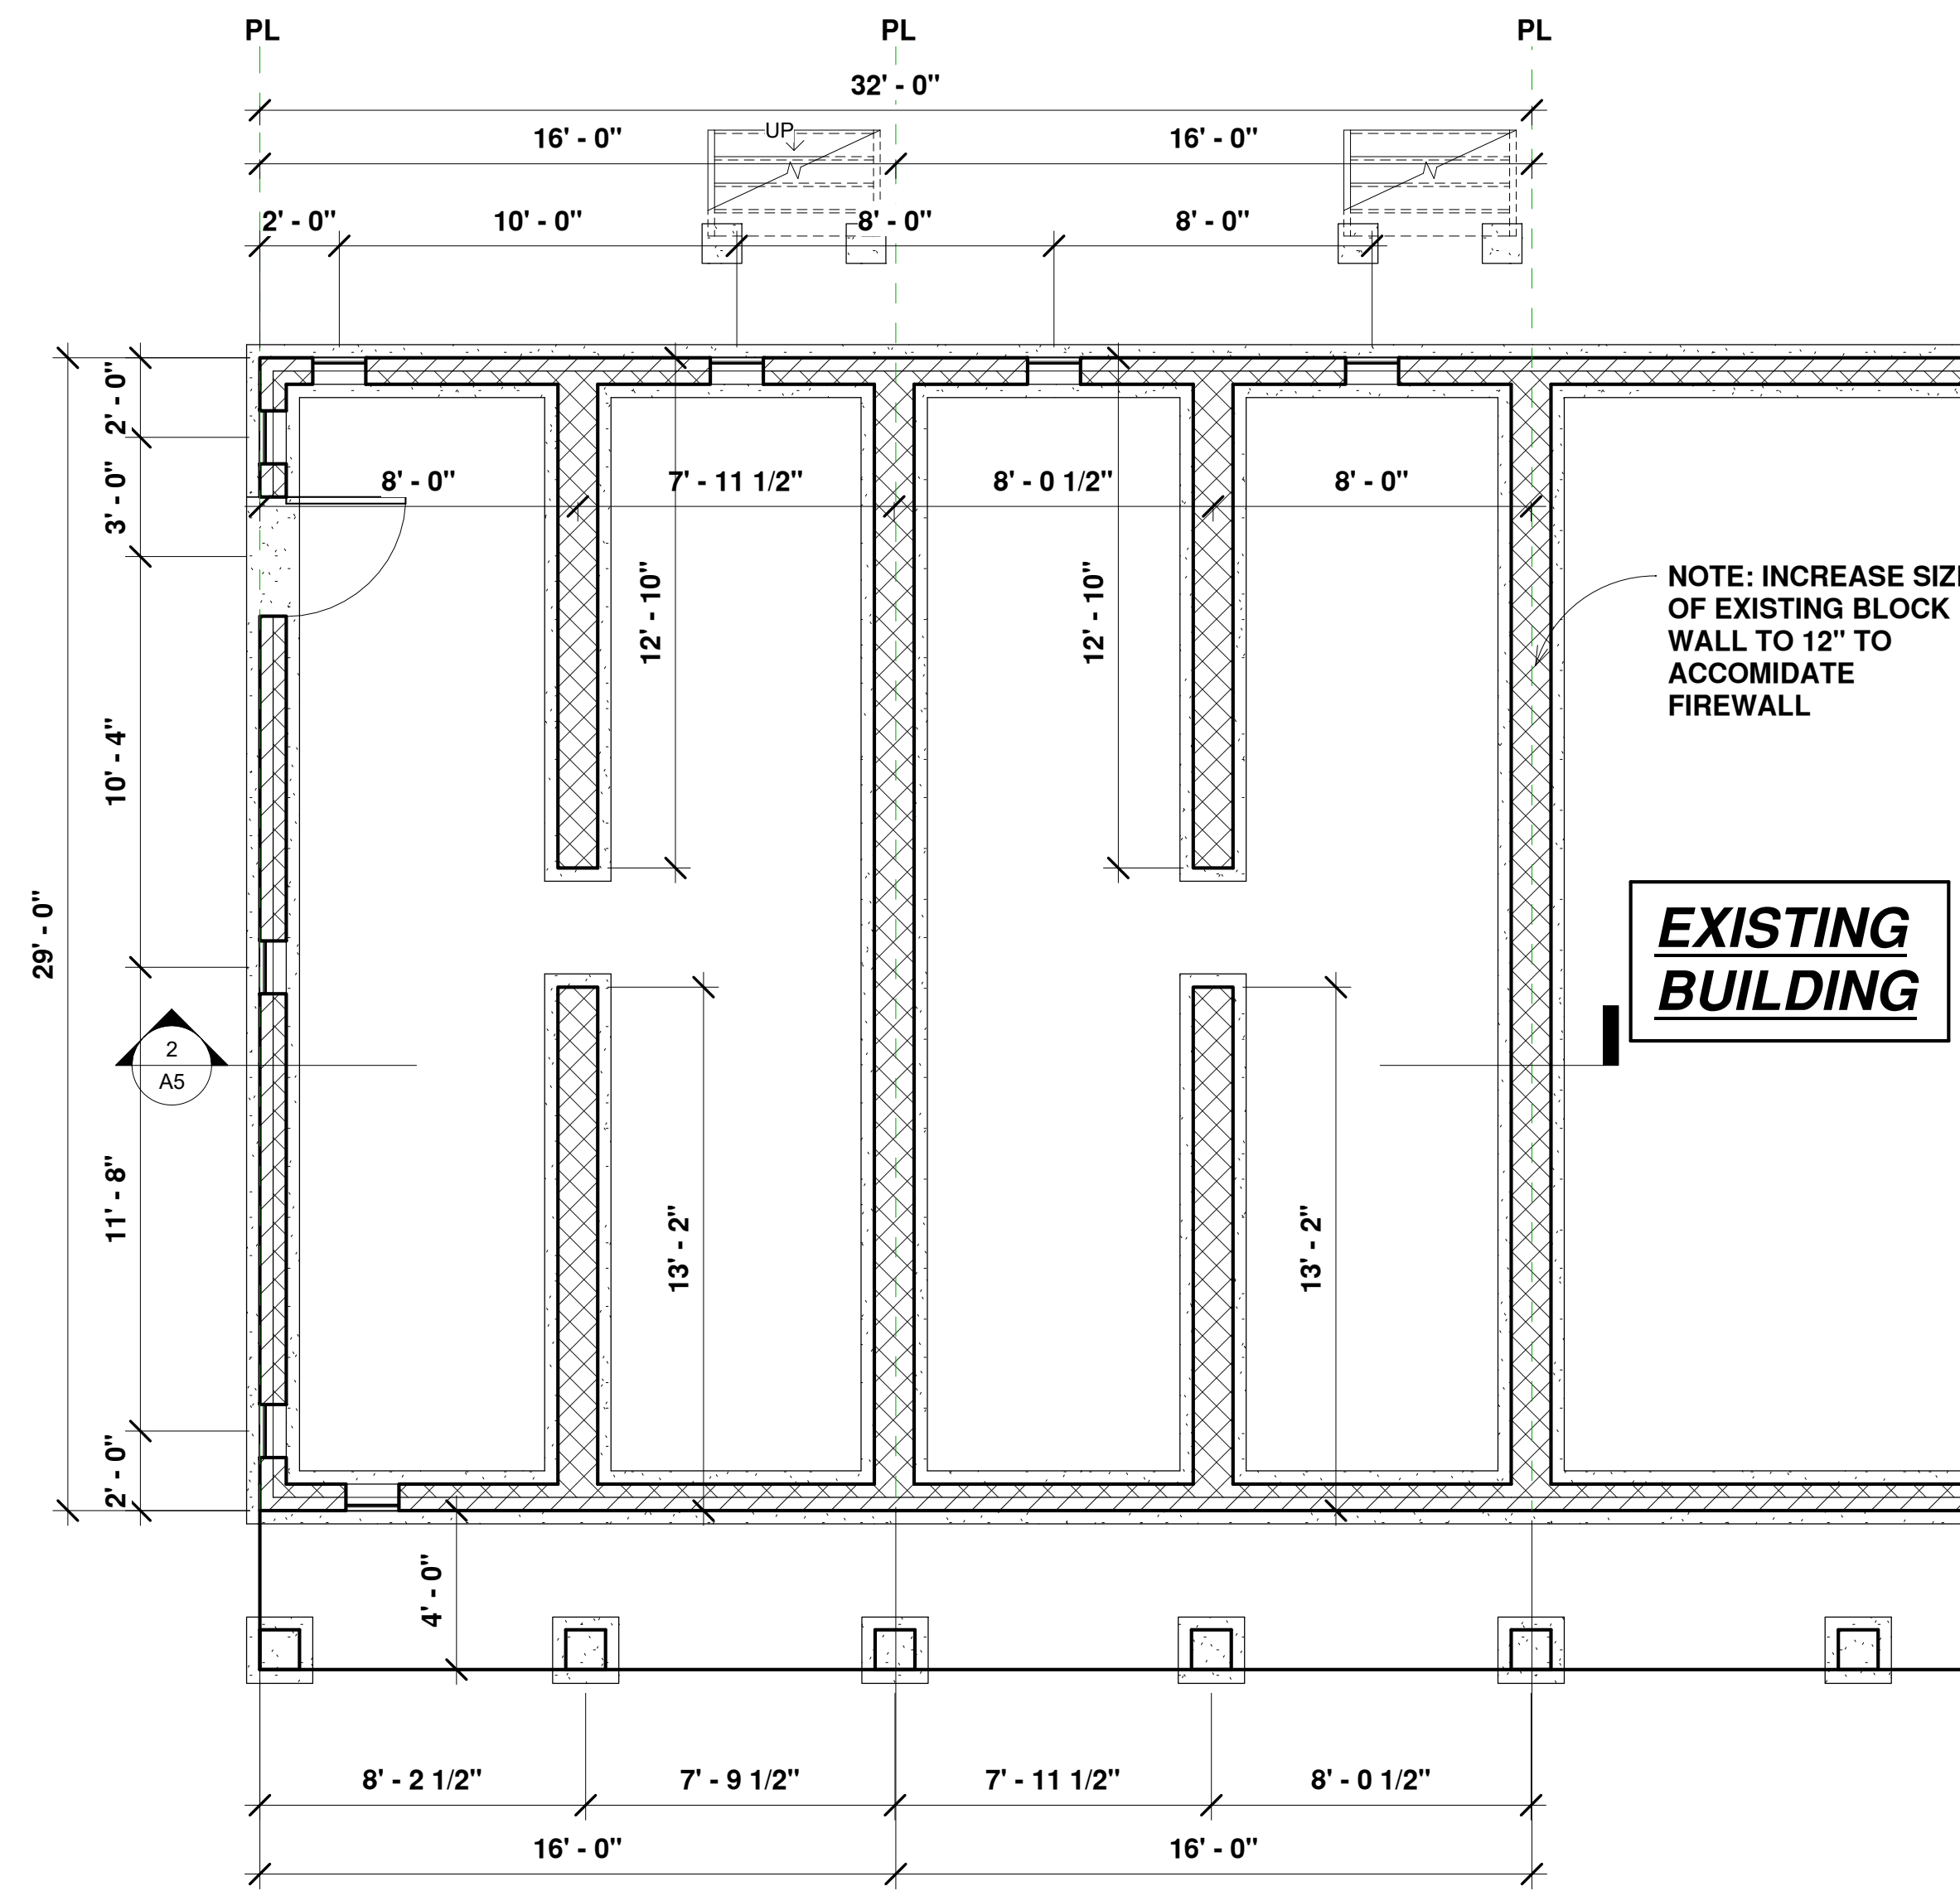 PL PL PL
32' - 0"
16' - 0" UP 16' - 0"
2' - 0" 10' - 0" 8' - 0" 8' - 0"
2' - 0"
3' - 0"
10' - 4"
29' - 0"
11' - 8"
2' - 0"
8' - 0" 7' - 11 1/2" 8' - 0 1/2" 8' - 0"
12' - 10" 12' - 10"
NOTE: INCREASE SIZ
OF EXISTING BLOCK
WALL TO 12" TO
ACCOMIDATE
FIREWALL
EXISTING
BUILDING
2
A5
13' - 2" 13' - 2"
4' - 0"
8' - 2 1/2" 7' - 9 1/2" 7' - 11 1/2" 8' - 0 1/2"
16' - 0" 16' - 0"